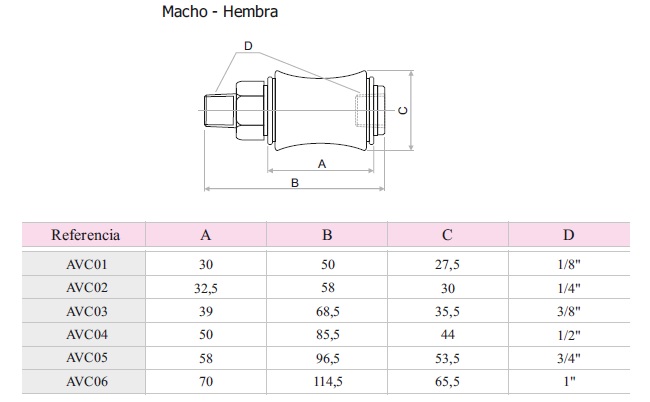 Macho - Hembra
D
C
A
B
Referencia A B C D
AVC01 30 50 27,5 1/8"
AVC02 32,5 58 30 1/4"
AVC03 39 68,5 35,5 3/8"
AVC04 50 85,5 44 1/2"
AVC05 58 96,5 53,5 3/4"
AVC06 70 114,5 65,5 1"